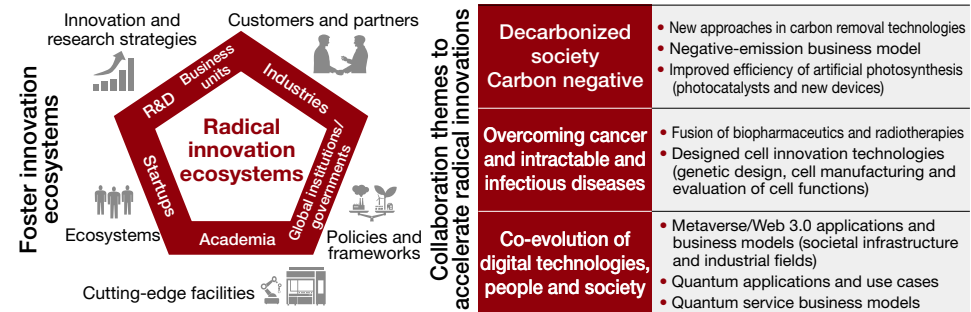 Foster innovation
ecosystems
Innovation and
research strategies
Customers and partners
R&D
Business
units
Industries
Radical
innovation
ecosystems
Startups
Global institutions/
governments
Academia
Ecosystems
Policies and
frameworks
Cutting-edge facilities
Collaboration themes to
accelerate radical innovations
Decarbonized
society
Carbon negative
• New approaches in carbon removal technologies
• Negative-emission business model
• Improved efficiency of artificial photosynthesis
(photocatalysts and new devices)
Overcoming cancer
and intractable and
infectious diseases
• Fusion of biopharmaceutics and radiotherapies
• Designed cell innovation technologies
(genetic design, cell manufacturing and
evaluation of cell functions)
Co-evolution of
digital technologies,
people and society
• Metaverse/Web 3.0 applications and
business models (societal infrastructure
and industrial fields)
• Quantum applications and use cases
• Quantum service business models